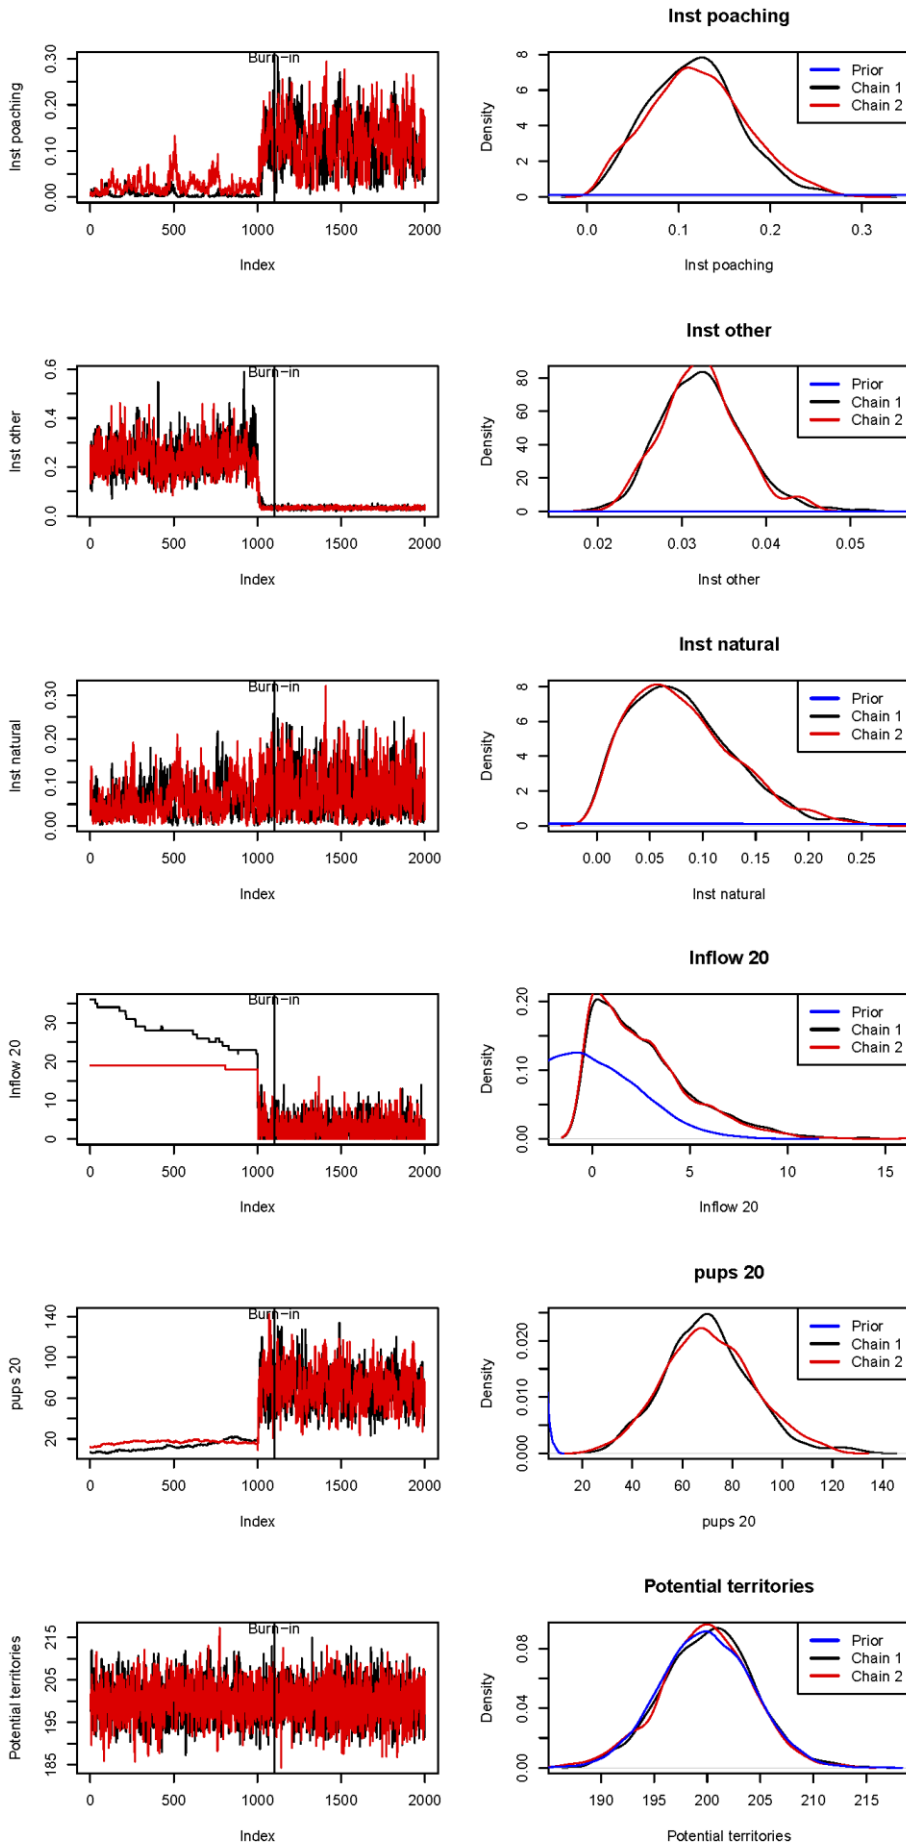 Inst poaching
Burn-in
Inst poaching
0.00 0.10 0.20 0.30
0 500 1000 1500 2000
Index
Density
0 2 4 6 8
0.0 0.1 0.2 0.3
Inst poaching
Prior
Chain 1
Chain 2
Inst other
Burn-in
Inst other
0.0 0.2 0.4 0.6
0 500 1000 1500 2000
Index
Density
0 20 40 60 80
0.02 0.03 0.04 0.05
Inst other
Prior
Chain 1
Chain 2
Inst natural
Burn-in
Inst natural
0.00 0.10 0.20 0.30
0 500 1000 1500 2000
Index
Density
0 2 4 6 8
0.00 0.05 0.10 0.15 0.20 0.25
Inst natural
Prior
Chain 1
Chain 2
Inflow 20
Burn-in
Inflow 20
0 10 20 30
0 500 1000 1500 2000
Index
Density
0.00 0.10 0.20
0 5 10 15
Inflow 20
Prior
Chain 1
Chain 2
pups 20
Burn-in
pups 20
20 60 100 140
0 500 1000 1500 2000
Index
Density
0.000 0.010 0.020
20 40 60 80 100 120 140
pups 20
Prior
Chain 1
Chain 2
Potential territories
Burn-in
Potential territories
185 195 205 215
0 500 1000 1500 2000
Index
Density
0.00 0.04 0.08
190 195 200 205 210 215
Potential territories
Prior
Chain 1
Chain 2